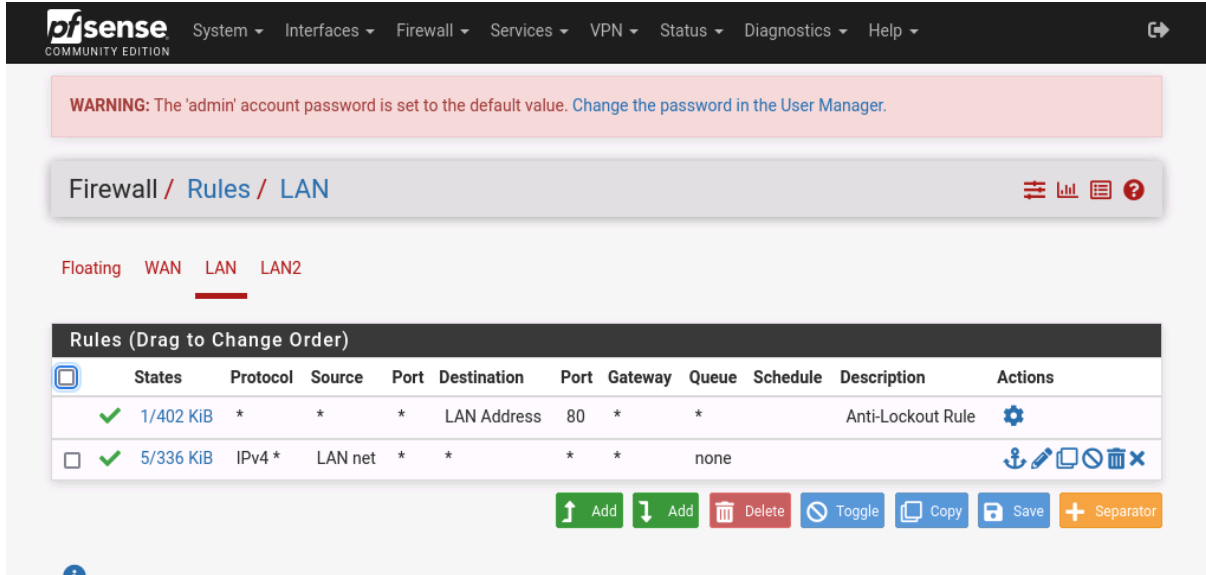 pfsense System Interfaces Firewall Services VPN Status Diagnostics Help
COMMUNITY EDITION
WARNING: The 'admin' account password is set to the default value. Change the password in the User Manager.
Firewall / Rules / LAN
Floating WAN LAN LAN2
Rules (Drag to Change Order)
States Protocol Source Port Destination Port Gateway Queue Schedule Description Actions
1/402 KiB * * * LAN Address 80 * * Anti-Lockout Rule
5/336 KiB IPv4 * LAN net * * * * none
Add Add Delete Toggle Copy Save Separator